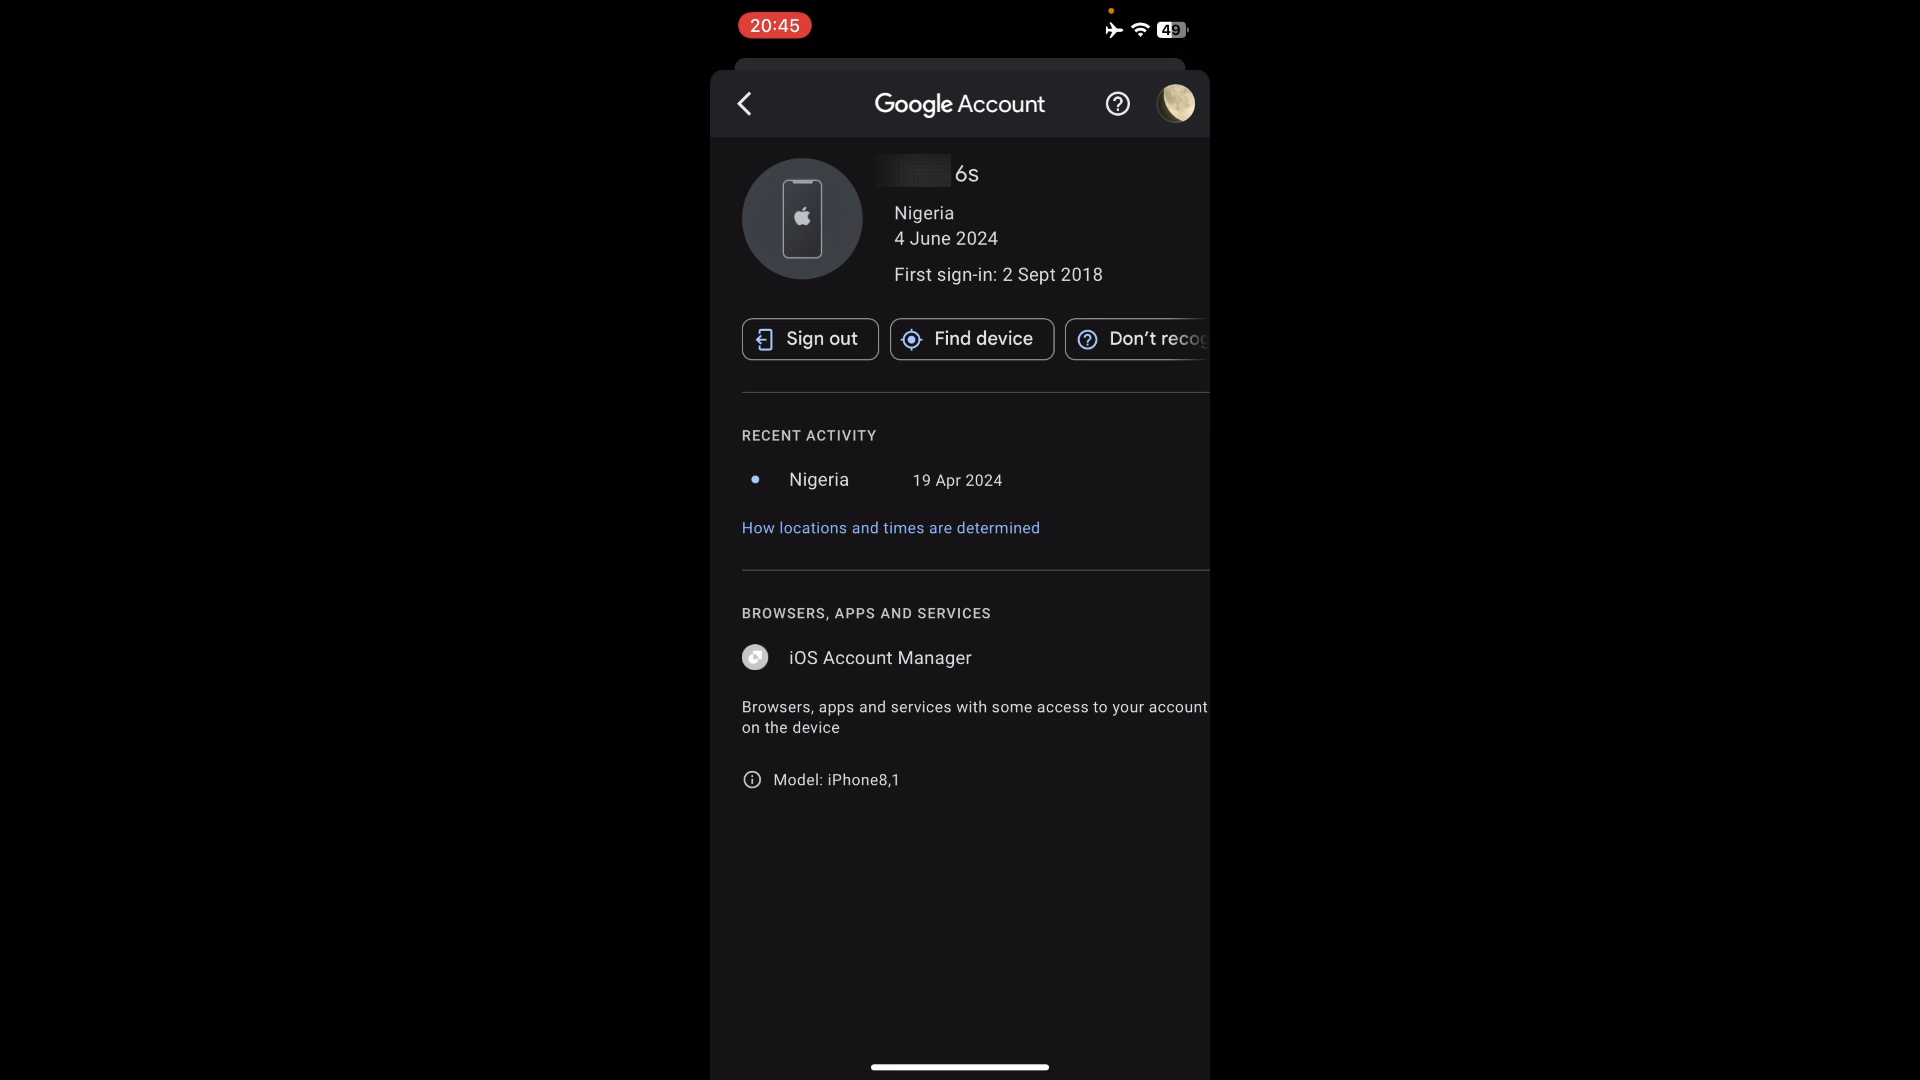 20:45
49
Google Account
6s
Nigeria
4 June 2024
First sign-in: 2 Sept 2018
Sign out
Find device
Don't recog
RECENT ACTIVITY
Nigeria 19 Apr 2024
How locations and times are determined
BROWSERS, APPS AND SERVICES
iOS Account Manager
Browsers, apps and services with some access to your account
on the device
Model: iPhone8,1